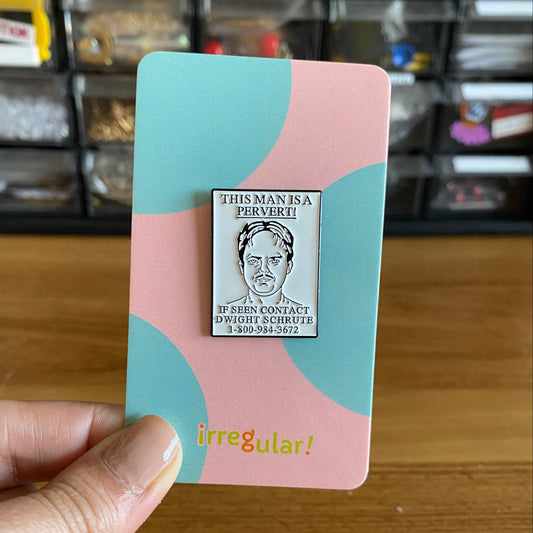 THIS MAN IS A
PERVERT!
IF SEEN CONTACT
DWIGHT SCHRUTE
1-800-984-3672
irregular!